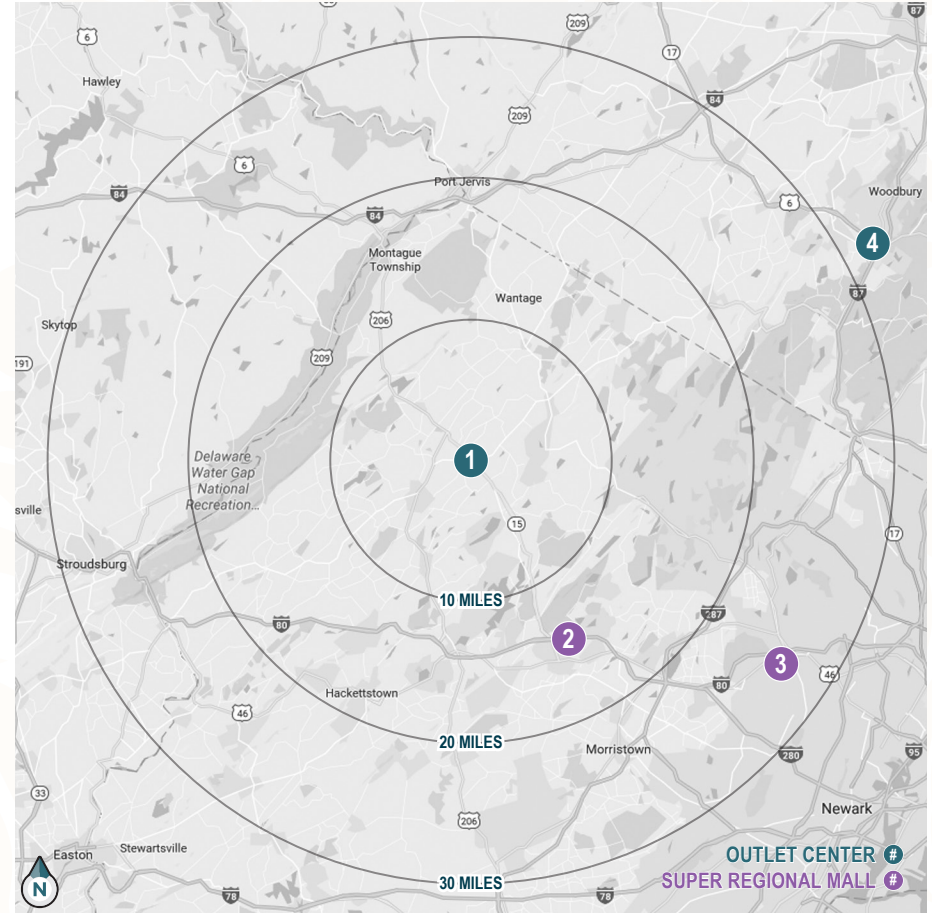 87
209
6
17
Hawley
84
209
6
Port Jervis
84
6
Woodbury
84
4
Montague
Township
87
Wantage
206
Skytop
209
191
1
Delaware
Water Gap
National
Recreation...
sville
15
17
Stroudsburg
10 MILES
287
80
2
3
46
80
Hackettstown
46
20 MILES
Morristown
280
95
33
206
Newark
Stewartsville
Easton
OUTLET CENTER #
SUPER REGIONAL MALL #
30 MILES
N
78
78